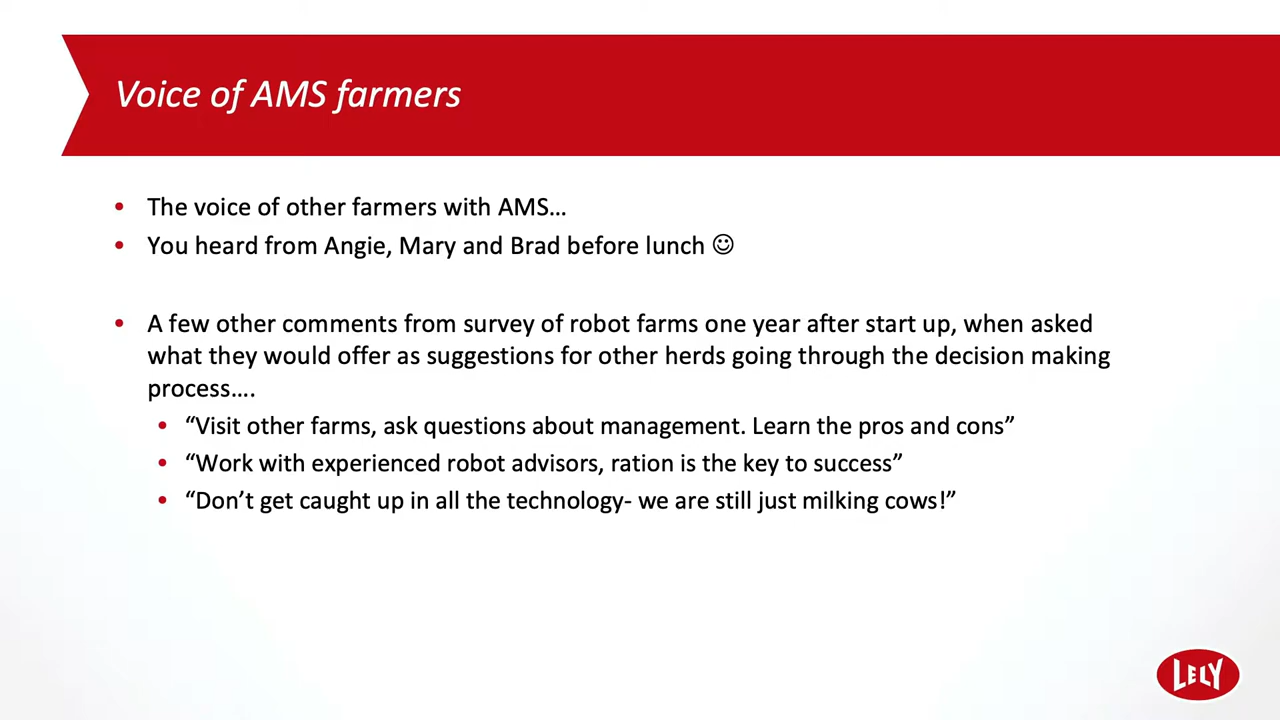 Voice of AMS farmers
• The voice of other farmers with AMS…
• You heard from Angie, Mary and Brad before lunch ☺
• A few other comments from survey of robot farms one year after start up, when asked
what they would offer as suggestions for other herds going through the decision making
process….
• “Visit other farms, ask questions about management. Learn the pros and cons”
• “Work with experienced robot advisors, ration is the key to success”
• “Don’t get caught up in all the technology- we are still just milking cows!”
LELY